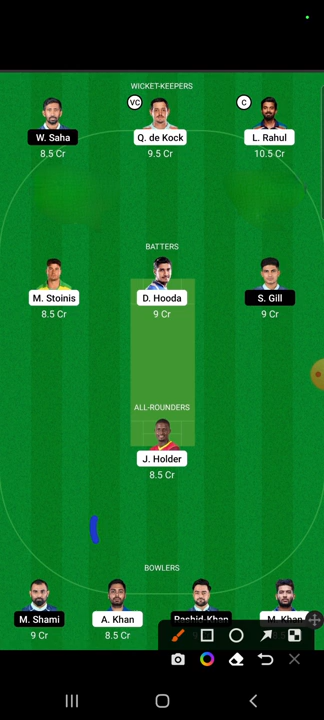 WICKET-KEEPERS
VC
C
W. Saha
Q. de Kock
L. Rahul
8.5 Cr
9.5 Cr
10.5 Cr
BATTERS
M. Stoinis
D. Hooda
S. Gill
8.5 Cr
9 Cr
9 Cr
ALL-ROUNDERS
J. Holder
8.5 Cr
BOWLERS
M. Shami
A. Khan
Rashid-Khan
M. Khan
9 Cr
8.5 Cr